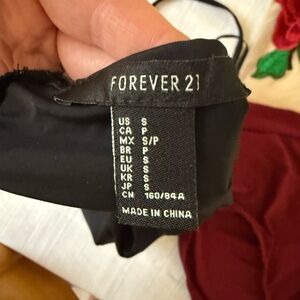 FOREVER 21
US S
CA P
MX S/P
BR P
EU S
UK S
KR S
JP S
CN 160/84A
MADE IN CHINA